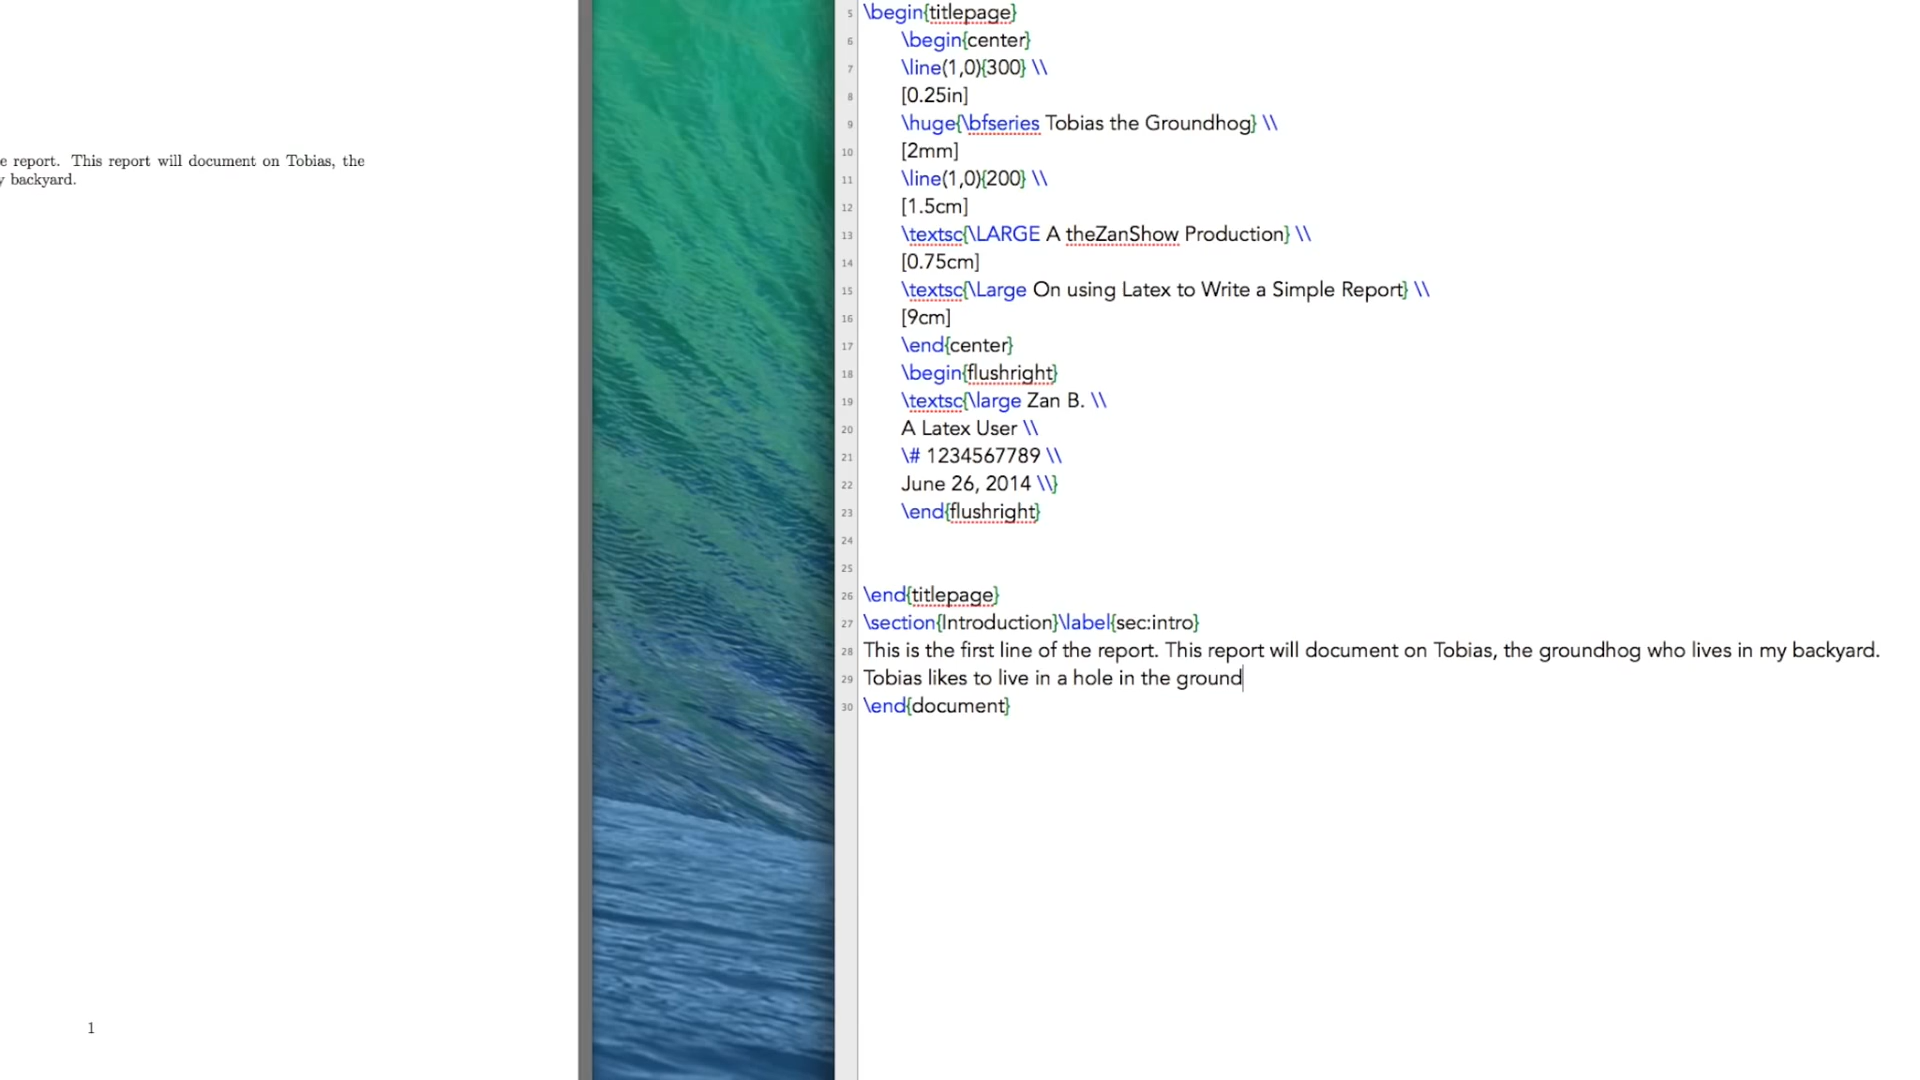 e report. This report will document on Tobias, the
y backyard.
1
5 \begin{titlepage}
6 \begin{center}
7 \line(1,0){300} \\
8 [0.25in]
9 \huge{\bfseries Tobias the Groundhog} \\
10 [2mm]
11 \line(1,0){200} \\
12 [1.5cm]
13 \textsc{\LARGE A theZanShow Production} \\
14 [0.75cm]
15 \textsc{\Large On using Latex to Write a Simple Report} \\
16 [9cm]
17 \end{center}
18 \begin{flushright}
19 \textsc{\large Zan B. \\
20 A Latex User \\
21 \# 1234567789 \\
22 June 26, 2014 \\}
23 \end{flushright}
24
25
26 \end{titlepage}
27 \section{Introduction}\label{sec:intro}
28 This is the first line of the report. This report will document on Tobias, the groundhog who lives in my backyard.
29 Tobias likes to live in a hole in the ground
30 \end{document}